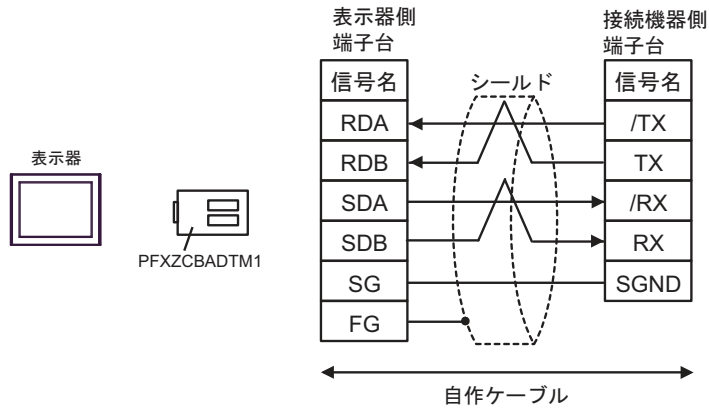 表示器側
端子台
接続機器側
端子台
信号名
シールド
信号名
RDA
/TX
RDB
TX
SDA
/RX
SDB
RX
SG
SGND
FG
表示器
PFXZCBADTM1
自作ケーブル